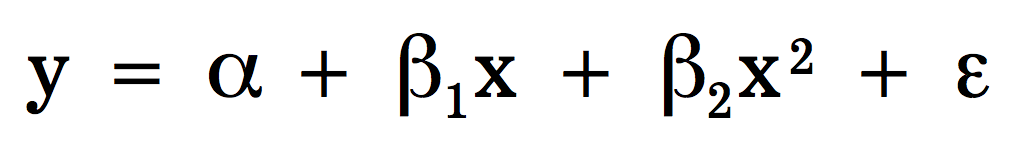 y = α + β₁x + β₂x² + ε